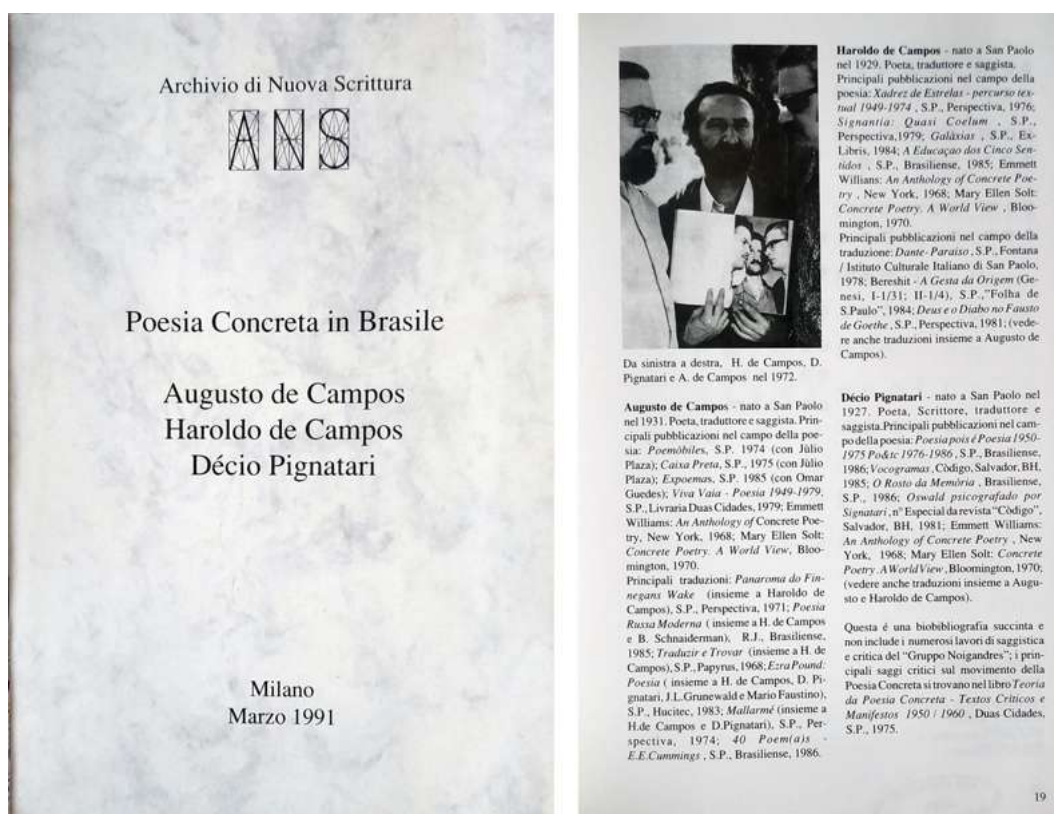 Archivio di Nuova Scrittura
ANS
Poesia Concreta in Brasile
Augusto de Campos
Haroldo de Campos
Décio Pignatari
Milano
Marzo 1991
Da sinistra a destra, H. de Campos, D.
Pignatari e A. de Campos nel 1972.
Augusto de Campos - nato a San Paolo
nel 1931. Poeta, traduttore e saggista. Prin-
cipali pubblicazioni nel campo della poe-
sia: Poemòbiles, S.P. 1974 (con Jùlio
Plaza); Caixa Preta, S.P., 1975 (con Jùlio
Plaza); Expoemas, S.P. 1985 (con Omar
Guedes); Viva Vaia - Poesia 1949-1979,
S.P., Livraria Duas Cidades, 1979; Emmett
Williams: An Anthology of Concrete Poe-
try, New York, 1968; Mary Ellen Solt:
Concrete Poetry. A World View, Bloo-
mington, 1970.
Principali traduzioni: Panaroma do Fin-
negans Wake (insieme a Haroldo de
Campos), S.P., Perspectiva, 1971; Poesia
Russa Moderna ( insieme a H. de Campos
e B. Schnaiderman), R.J., Brasiliense,
1985; Traduzir e Trovar (insieme a H. de
Campos), S.P., Papyrus, 1968; Ezra Pound:
Poesia ( insieme a H. de Campos, D. Pi-
gnatari, J.L.Grunewald e Mario Faustino),
S.P., Hucitec, 1983; Mallarmé (insieme a
H.de Campos e D.Pignatari), S.P., Per-
spectiva, 1974; 40 Poem(a)s -
E.E.Cummings , S.P., Brasiliense, 1986.
Haroldo de Campos - nato a San Paolo
nel 1929. Poeta, traduttore e saggista.
Principali pubblicazioni nel campo della
poesia: Xadrez de Estrelas - percurso tex-
tual 1949-1974 , S.P., Perspectiva, 1976;
Signantia: Quasi Coelum , S.P.,
Perspectiva,1979; Galàxias , S.P., Ex-
Libris, 1984; A Educaçao dos Cinco Sen-
tidos , S.P., Brasiliense, 1985; Emmett
Willians: An Anthology of Concrete Poe-
try , New York, 1968; Mary Ellen Solt:
Concrete Poetry. A World View , Bloo-
mington, 1970.
Principali pubblicazioni nel campo della
traduzione: Dante- Paraiso , S.P., Fontana
/ Istituto Culturale Italiano di San Paolo,
1978; Bereshit - A Gesta da Origem (Ge-
nesi, I-1/31; II-1/4), S.P.,"Folha de
S.Paulo", 1984; Deus e o Diabo no Fausto
de Goethe , S.P., Perspectiva, 1981; (vede-
re anche traduzioni insieme a Augusto de
Campos).
Décio Pignatari - nato a San Paolo nel
1927. Poeta, Scrittore, traduttore e
saggista.Principali pubblicazioni nel cam-
po della poesia: Poesia pois é Poesia 1950-
1975 Po&tc 1976-1986 , S.P., Brasiliense,
1986; Vocogramas , Còdigo, Salvador, BH,
1985; O Rosto da Memòria , Brasiliense,
S.P., 1986; Oswald psicografado por
Signatari , n° Especial da revista "Còdigo",
Salvador, BH, 1981; Emmett Williams:
An Anthology of Concrete Poetry , New
York, 1968; Mary Ellen Solt: Concrete
Poetry . A World View , Bloomington, 1970;
(vedere anche traduzioni insieme a Augu-
sto e Haroldo de Campos).
Questa é una biobibliografia succinta e
non include i numerosi lavori di saggistica
e critica del "Gruppo Noigandres"; i prin-
cipali saggi critici sul movimento della
Poesia Concreta si trovano nel libro Teoria
da Poesia Concreta - Textos Crìticos e
Manifestos 1950 / 1960 , Duas Cidades,
S.P., 1975.
19